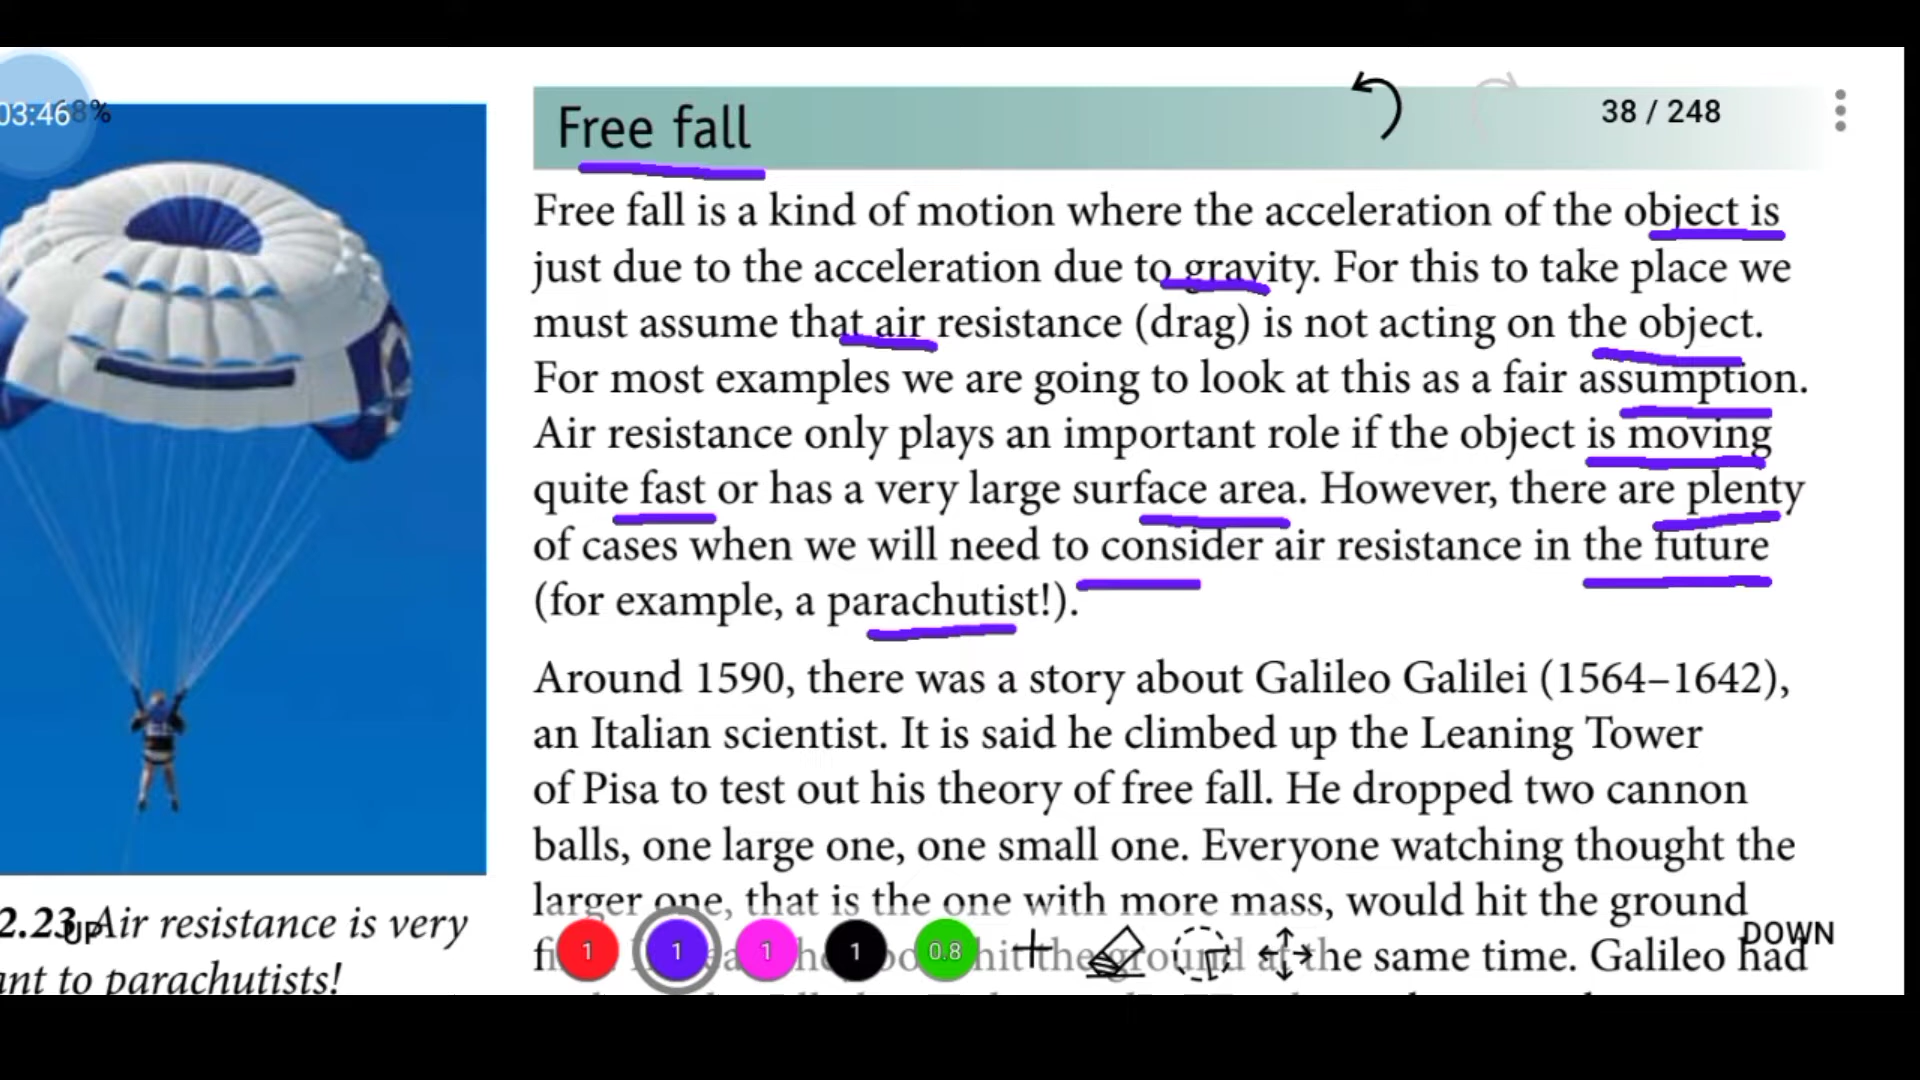 03:46
68%
Free fall
38 / 248
Free fall is a kind of motion where the acceleration of the object is
just due to the acceleration due to gravity. For this to take place we
must assume that air resistance (drag) is not acting on the object.
For most examples we are going to look at this as a fair assumption.
Air resistance only plays an important role if the object is moving
quite fast or has a very large surface area. However, there are plenty
of cases when we will need to consider air resistance in the future
(for example, a parachutist!).
Around 1590, there was a story about Galileo Galilei (1564–1642),
an Italian scientist. It is said he climbed up the Leaning Tower
of Pisa to test out his theory of free fall. He dropped two cannon
balls, one large one, one small one. Everyone watching thought the
larger one, that is the one with more mass, would hit the ground
hit the ground at the same time. Galileo had
2.23 Air resistance is very
ant to parachutists!
UP
1
1
1
1
0.8
DOWN